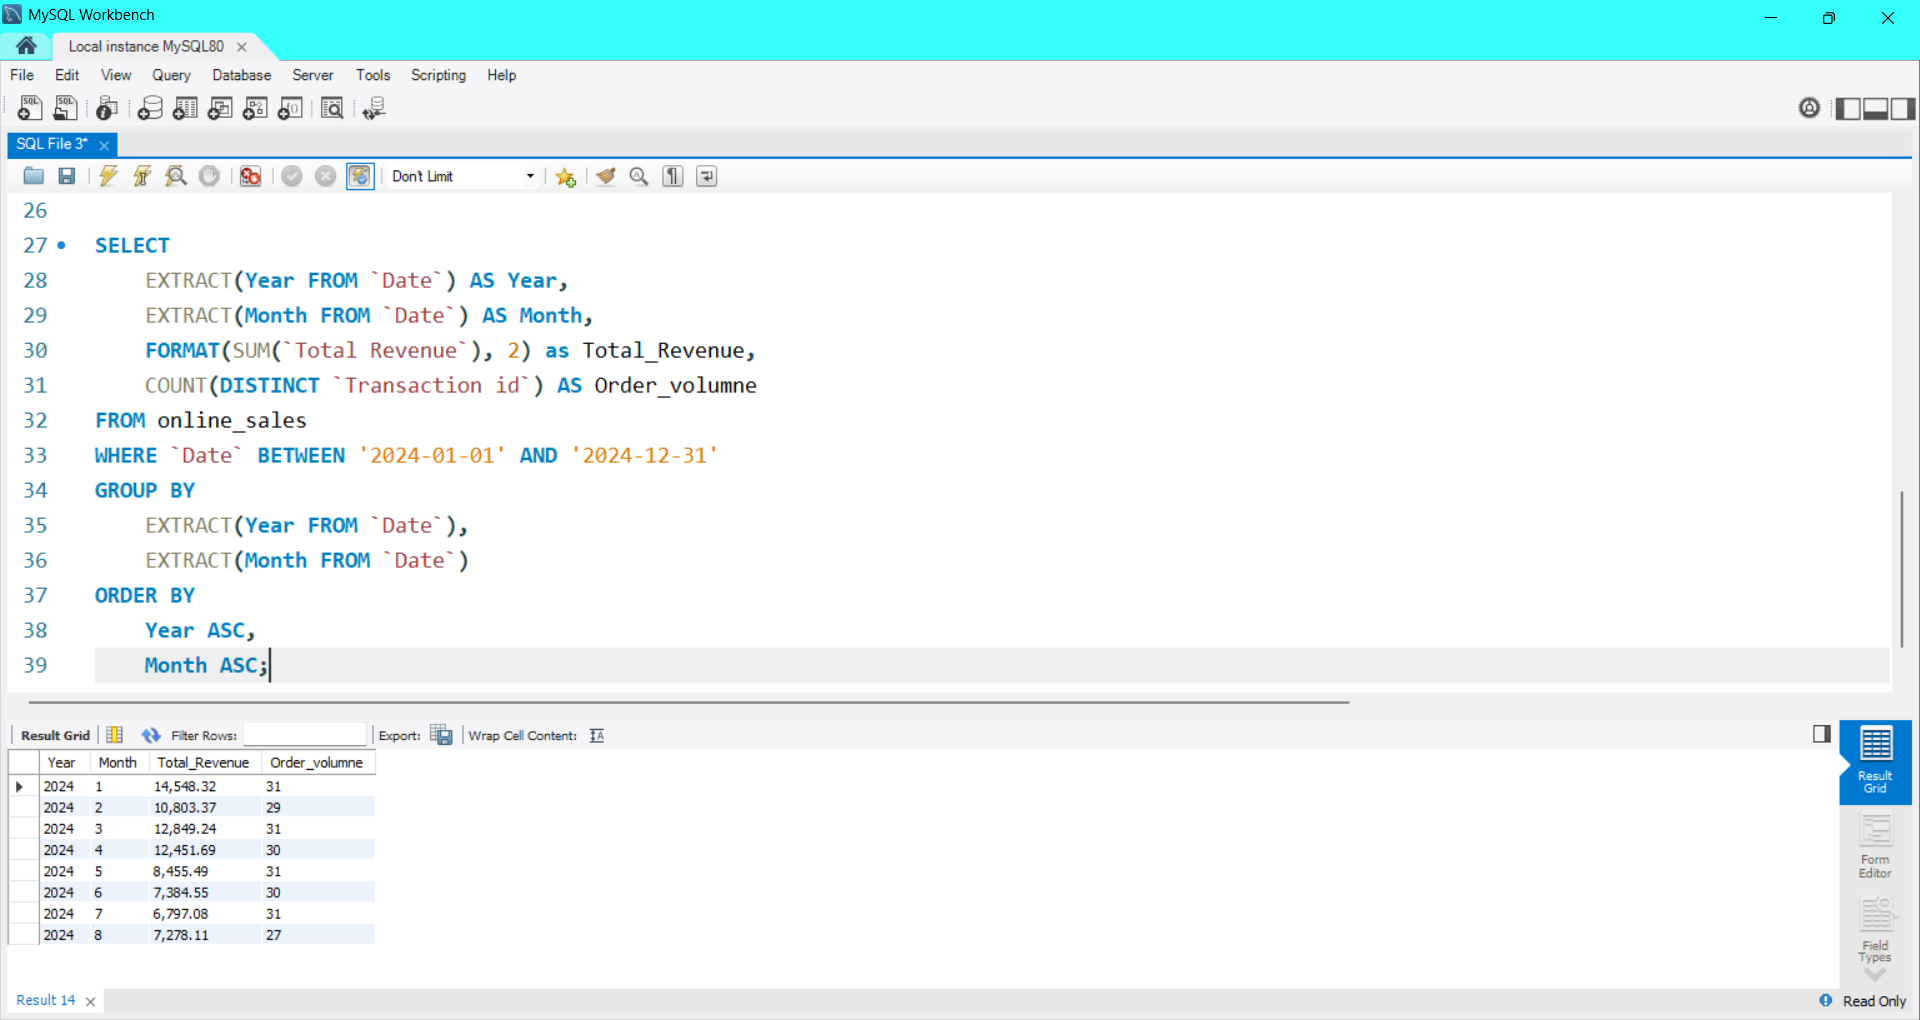 MySQL Workbench
Local instance MySQL80
File Edit View Query Database Server Tools Scripting Help
SQL File 3*
Don't Limit
26
27 SELECT
28 EXTRACT(Year FROM `Date`) AS Year,
29 EXTRACT(Month FROM `Date`) AS Month,
30 FORMAT(SUM(`Total Revenue`), 2) as Total_Revenue,
31 COUNT(DISTINCT `Transaction id`) AS Order_volumne
32 FROM online_sales
33 WHERE `Date` BETWEEN '2024-01-01' AND '2024-12-31'
34 GROUP BY
35 EXTRACT(Year FROM `Date`),
36 EXTRACT(Month FROM `Date`)
37 ORDER BY
38 Year ASC,
39 Month ASC;
Result Grid Filter Rows: Export: Wrap Cell Content:
Year Month Total_Revenue Order_volumne
2024 1 14,548.32 31
2024 2 10,803.37 29
2024 3 12,849.24 31
2024 4 12,451.69 30
2024 5 8,455.49 31
2024 6 7,384.55 30
2024 7 6,797.08 31
2024 8 7,278.11 27
Result
Grid
Form
Editor
Field
Types
Result 14
Read Only